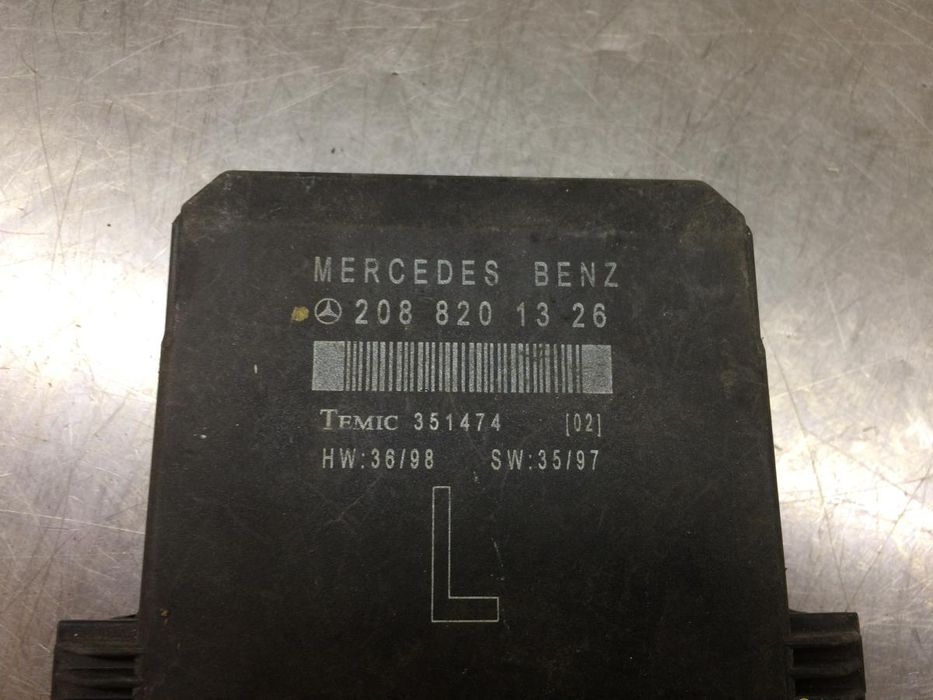 MERCEDES BENZ
208 820 13 26
TEMIC 351474 [02]
HW:36/98 SW:35/97
L